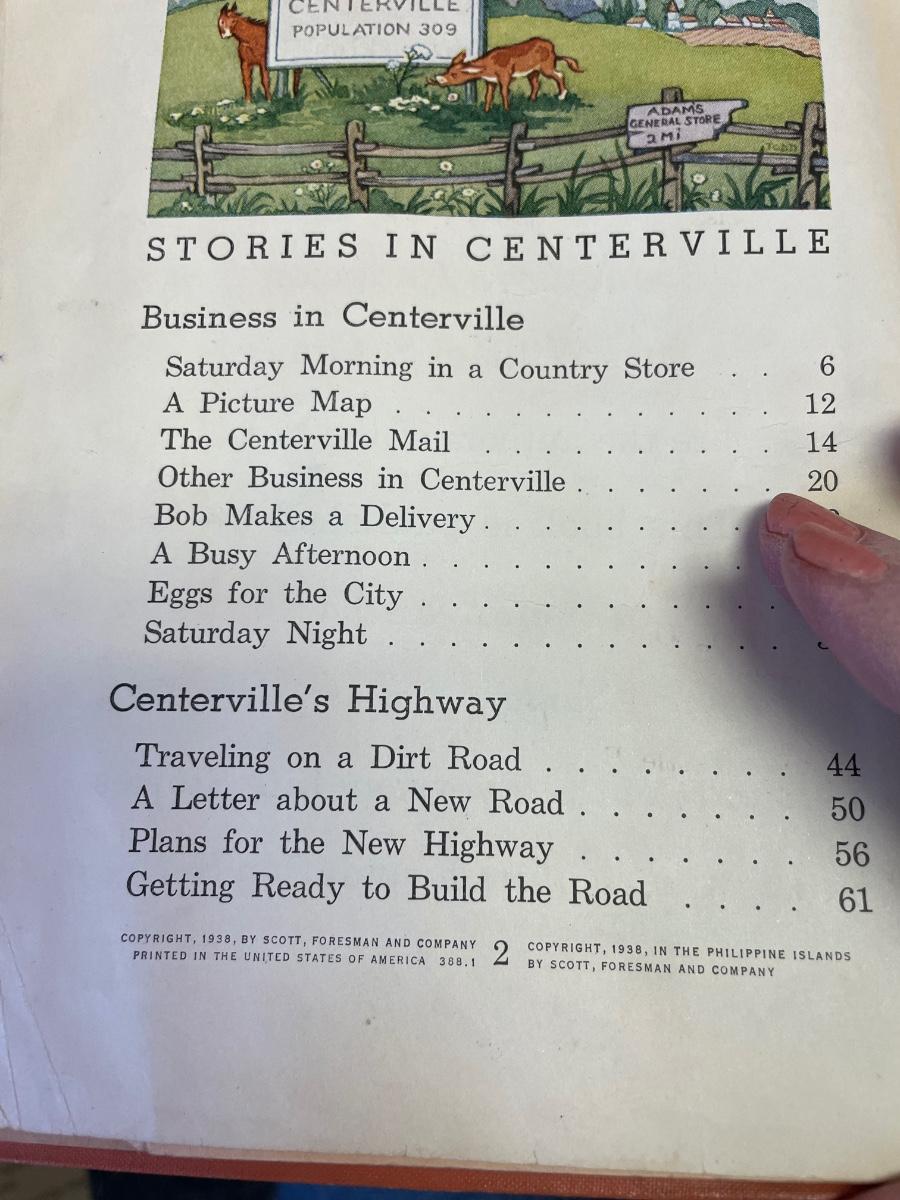 CENTERVILLE
POPULATION 309
ADAM'S
GENERAL STORE
2 Mi
TODD
STORIES IN CENTERVILLE
Business in Centerville
Saturday Morning in a Country Store . . 6
A Picture Map . . . . . . . . . . . . . 12
The Centerville Mail . . . . . . . . . . 14
Other Business in Centerville . . . . . . . 20
Bob Makes a Delivery . . . . . . . . .
A Busy Afternoon . . . . . . . . . . .
Eggs for the City . . . . . . . . . . . .
Saturday Night . . . . . . . . . . . . .
Centerville's Highway
Traveling on a Dirt Road . . . . . . . . 44
A Letter about a New Road . . . . . . . 50
Plans for the New Highway . . . . . . . 56
Getting Ready to Build the Road . . . . 61
COPYRIGHT, 1938, BY SCOTT, FORESMAN AND COMPANY
PRINTED IN THE UNITED STATES OF AMERICA 388.1
2
COPYRIGHT, 1938, IN THE PHILIPPINE ISLANDS
BY SCOTT, FORESMAN AND COMPANY